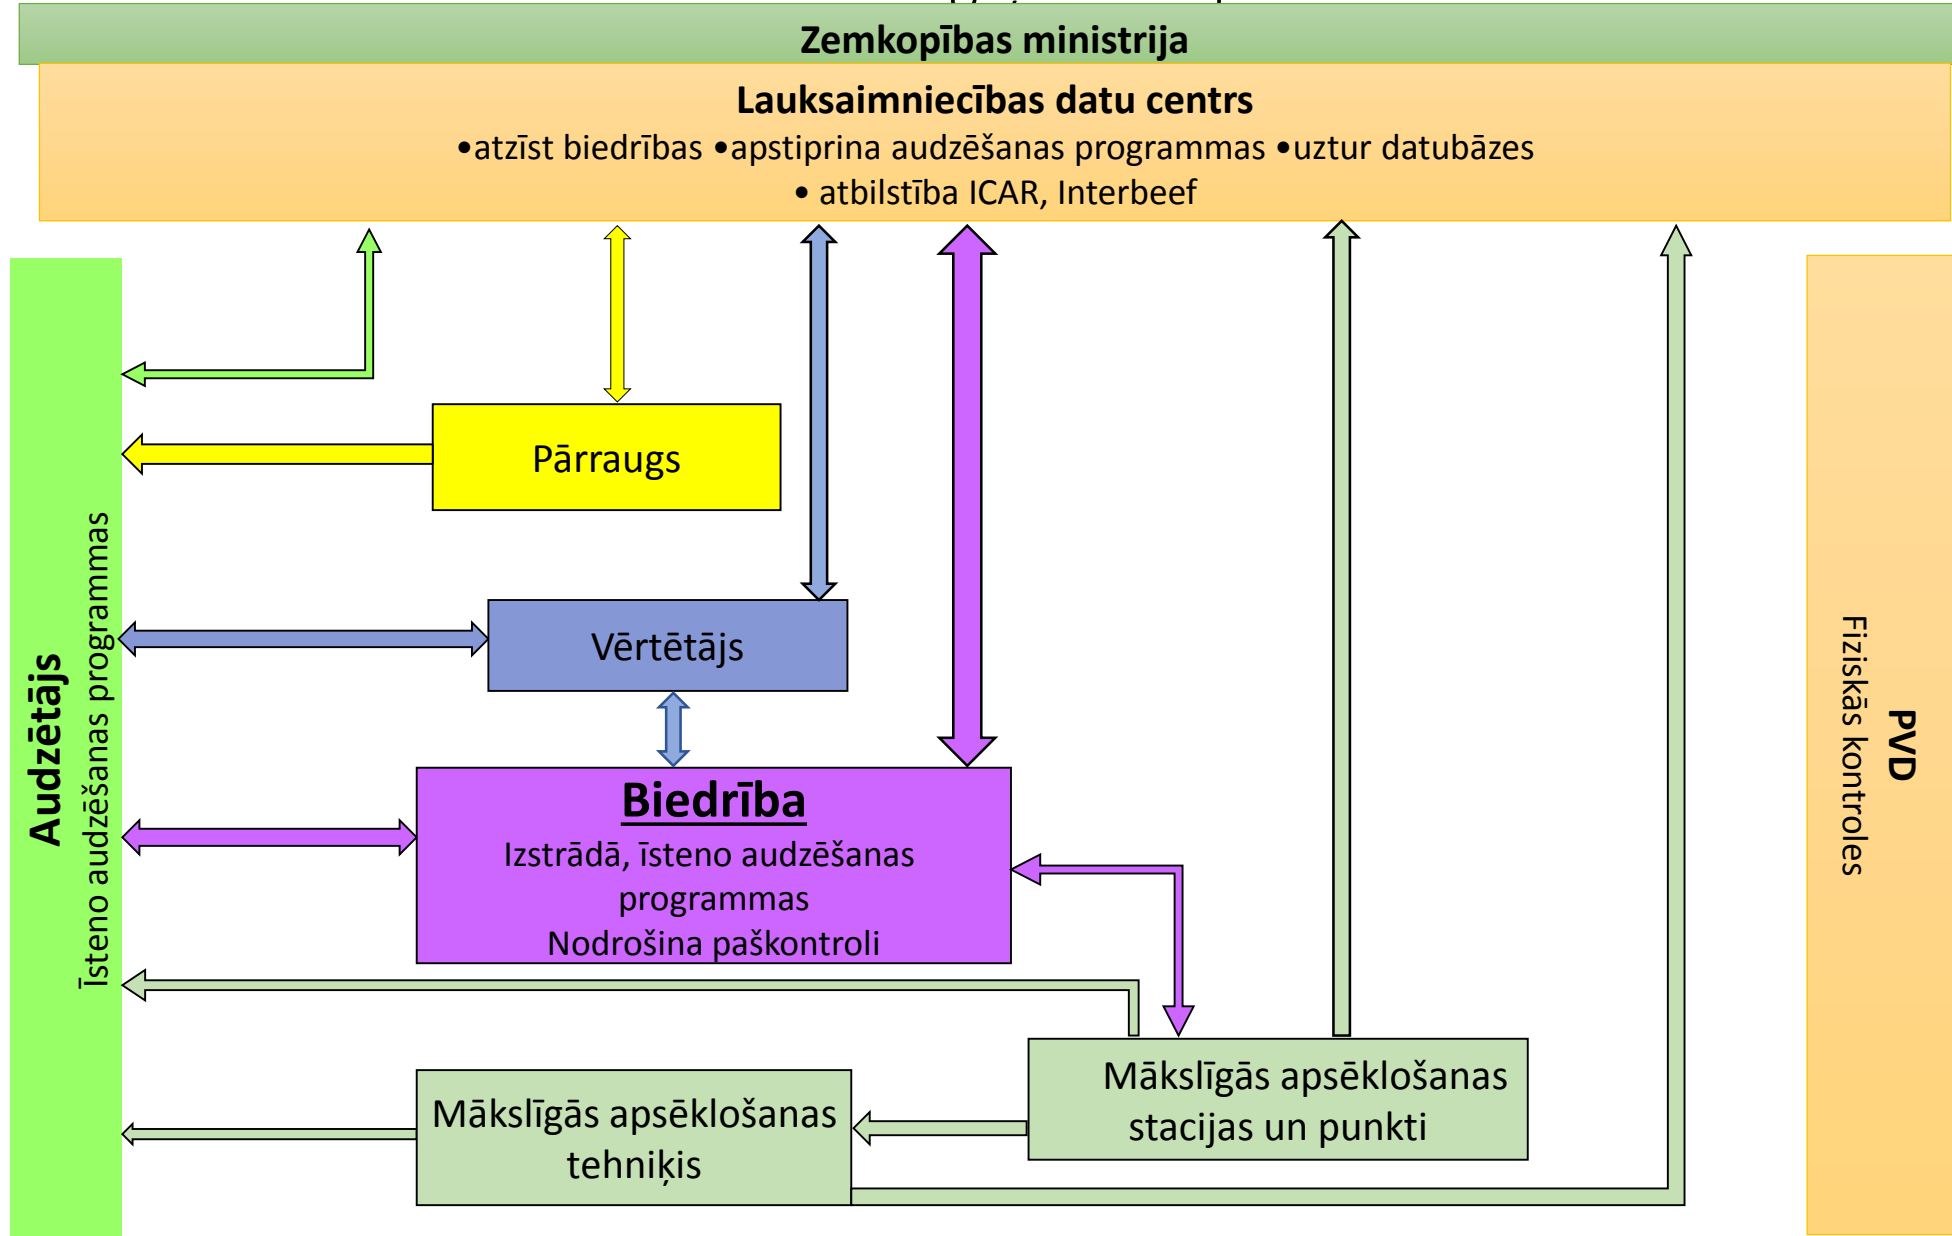 Zemkopības ministrija
Lauksaimniecības datu centrs
•atzīst biedrības •apstiprina audzēšanas programmas •uztur datubāzes
• atbilstība ICAR, Interbeef
Audzētājs
Īsteno audzēšanas programmas
Pārraugs
Vērtētājs
Biedrība
Izstrādā, īsteno audzēšanas
programmas
Nodrošina paškontroli
Mākslīgās apsēklošanas
tehniķis
Mākslīgās apsēklošanas
stacijas un punkti
PVD
Fiziskās kontroles